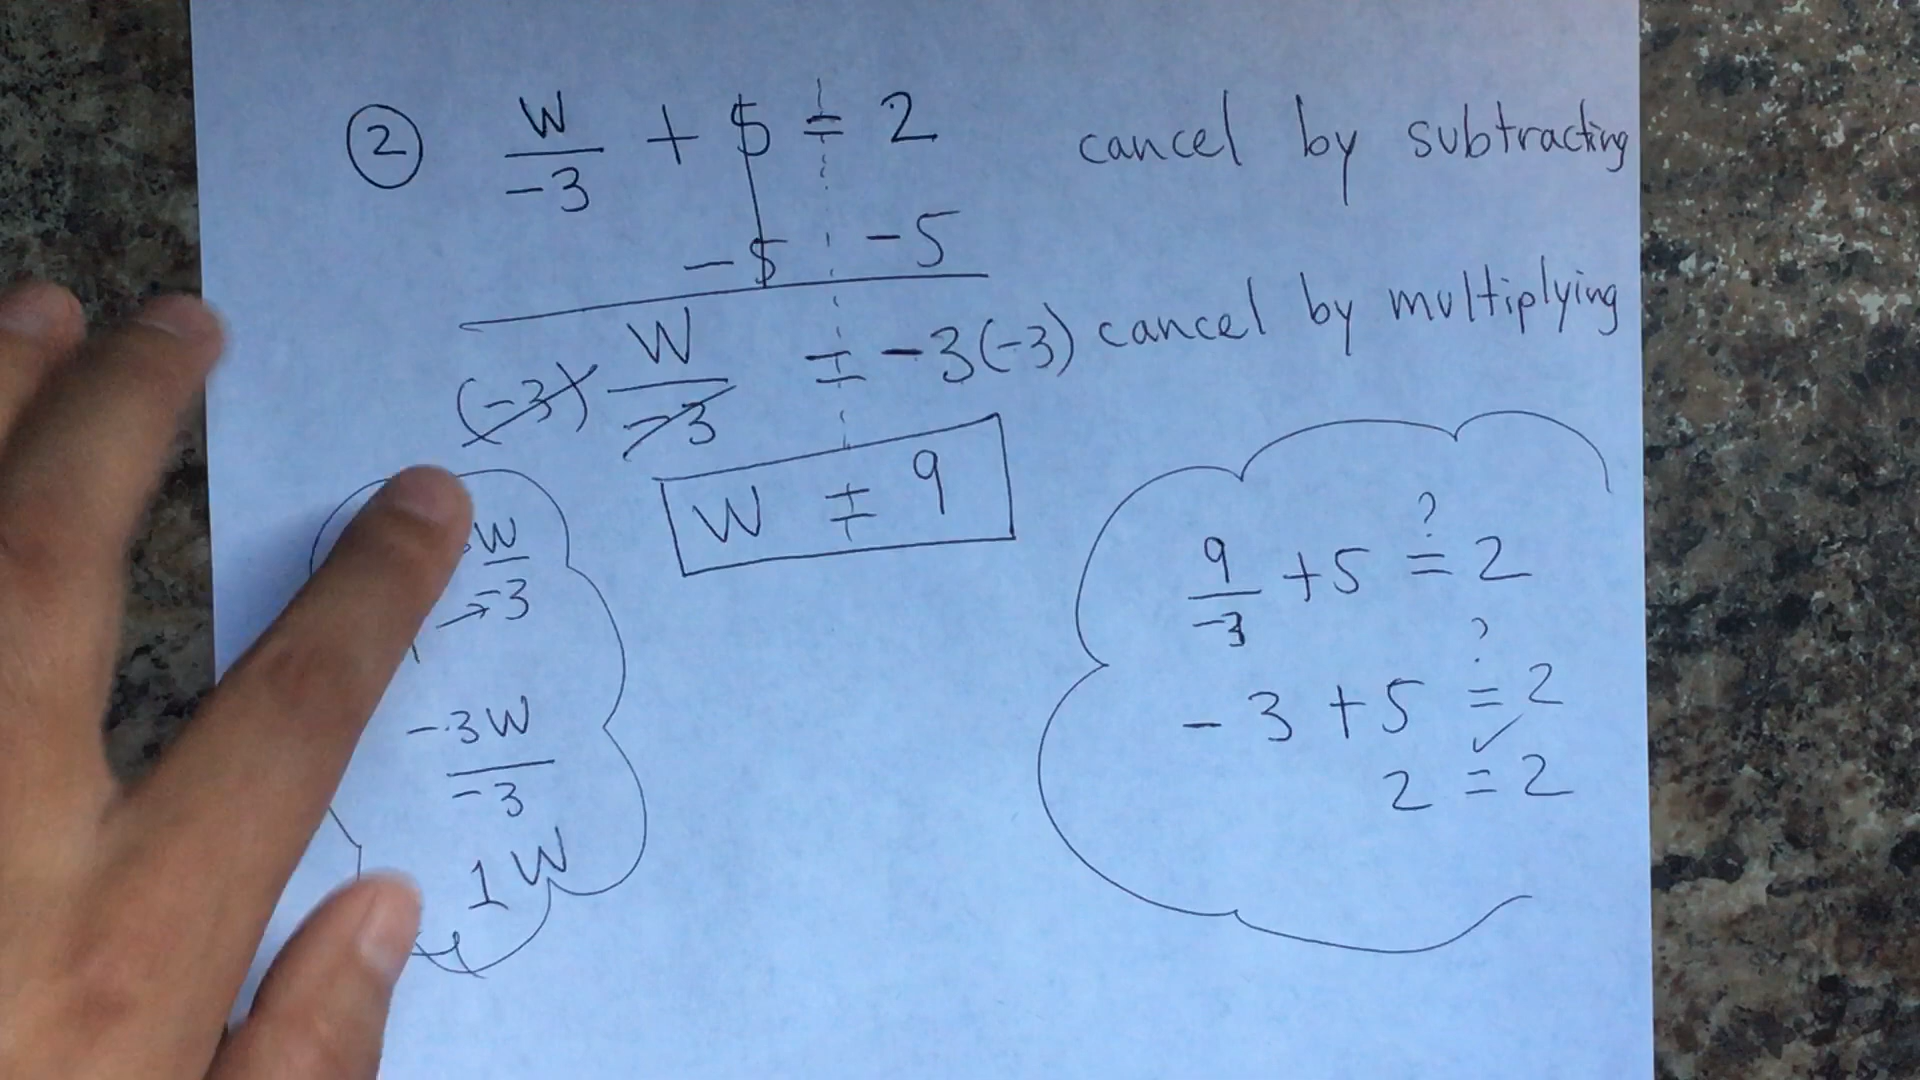 ② W/-3 + 5 = 2 cancel by subtracting
-5 -5
(-3) W/-3 = -3(-3) cancel by multiplying
W = 9
W/-3
-3W/-3
1W
9/-3 +5 ?= 2
-3 +5 ?= 2
2 =✓ 2